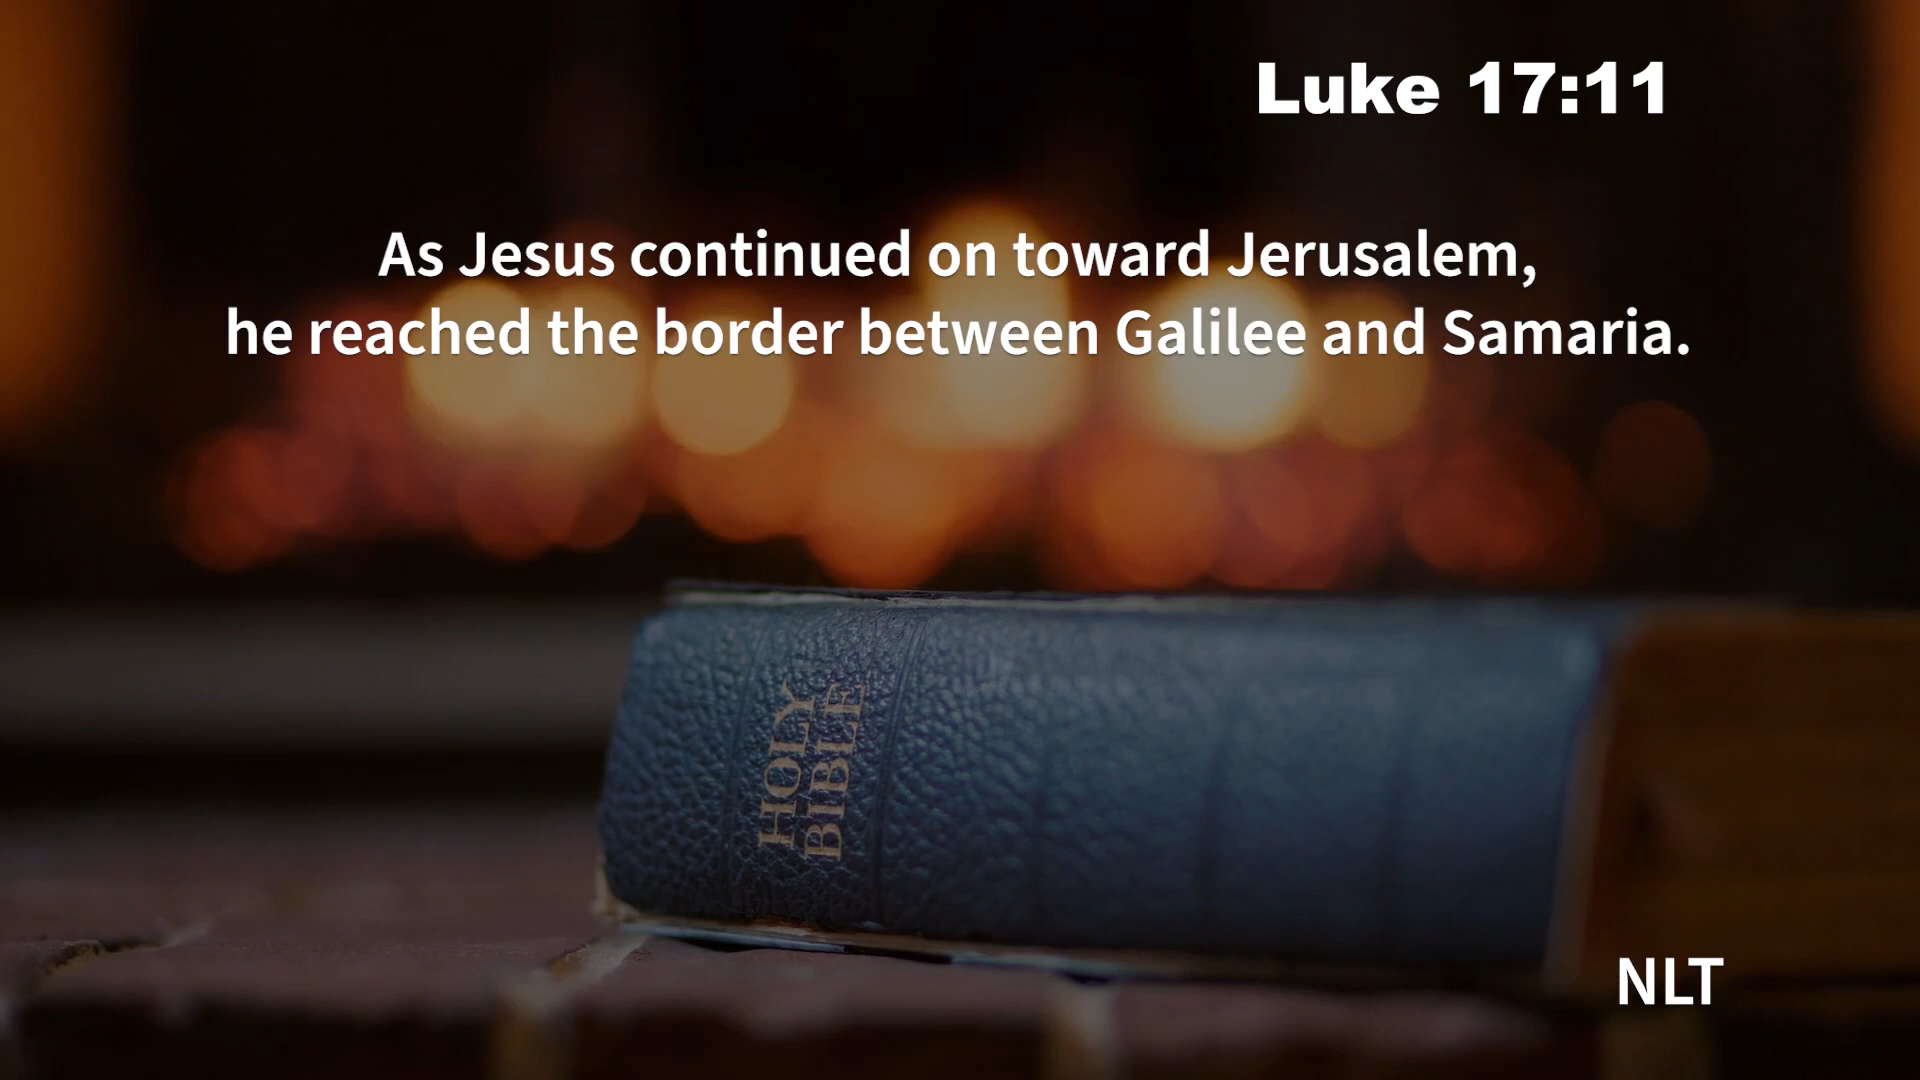 Luke 17:11
As Jesus continued on toward Jerusalem,
he reached the border between Galilee and Samaria.
HOLY
BIBLE
NLT